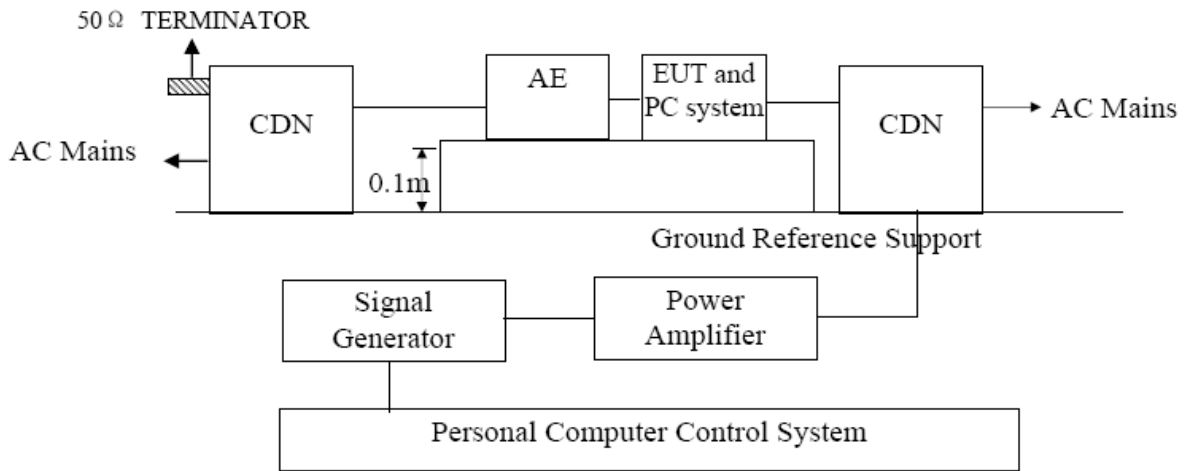 50Ω TERMINATOR
CDN
AC Mains
AE
EUT and
PC system
CDN
AC Mains
0.1m
Ground Reference Support
Signal
Generator
Power
Amplifier
Personal Computer Control System